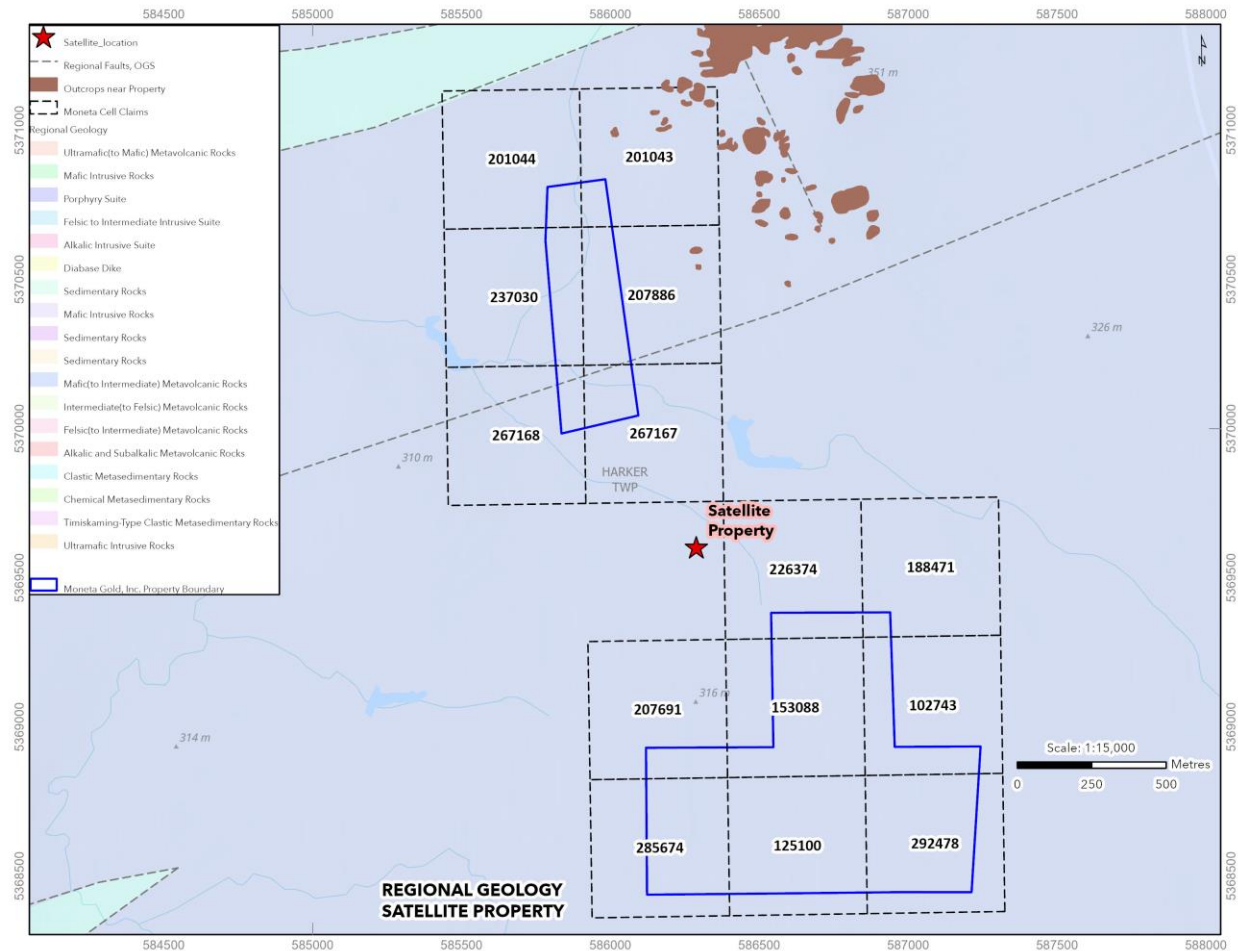 584500 585000 585500 586000 586500 587000 587500 588000
Satellite_location
Regional Faults, OGS
Outcrops near Property
Moneta Cell Claims
Regional Geology
Ultramafic(to Mafic) Metavolcanic Rocks
Mafic Intrusive Rocks
Porphyry Suite
Felsic to Intermediate Intrusive Suite
Alkalic Intrusive Suite
Diabase Dike
Sedimentary Rocks
Mafic Intrusive Rocks
Sedimentary Rocks
Sedimentary Rocks
Mafic(to Intermediate) Metavolcanic Rocks
Intermediate(to Felsic) Metavolcanic Rocks
Felsic(to Intermediate) Metavolcanic Rocks
Alkalic and Subalkalic Metavolcanic Rocks
Clastic Metasedimentary Rocks
Chemical Metasedimentary Rocks
Timiskaming-Type Clastic Metasedimentary Rocks
Ultramafic Intrusive Rocks
Moneta Gold, Inc. Property Boundary
N
351 m
5371000
5371000
201044
201043
5370500
5370500
237030
207886
326 m
5370000
5370000
267168
267167
310 m
HARKER
TWP
Satellite
Property
5369500
5369500
226374
188471
207691
316 m
153088
102743
5369000
5369000
314 m
Scale: 1:15,000
Metres
0 250 500
285674
125100
292478
5368500
5368500
REGIONAL GEOLOGY
SATELLITE PROPERTY
584500 585000 585500 586000 586500 587000 587500 588000